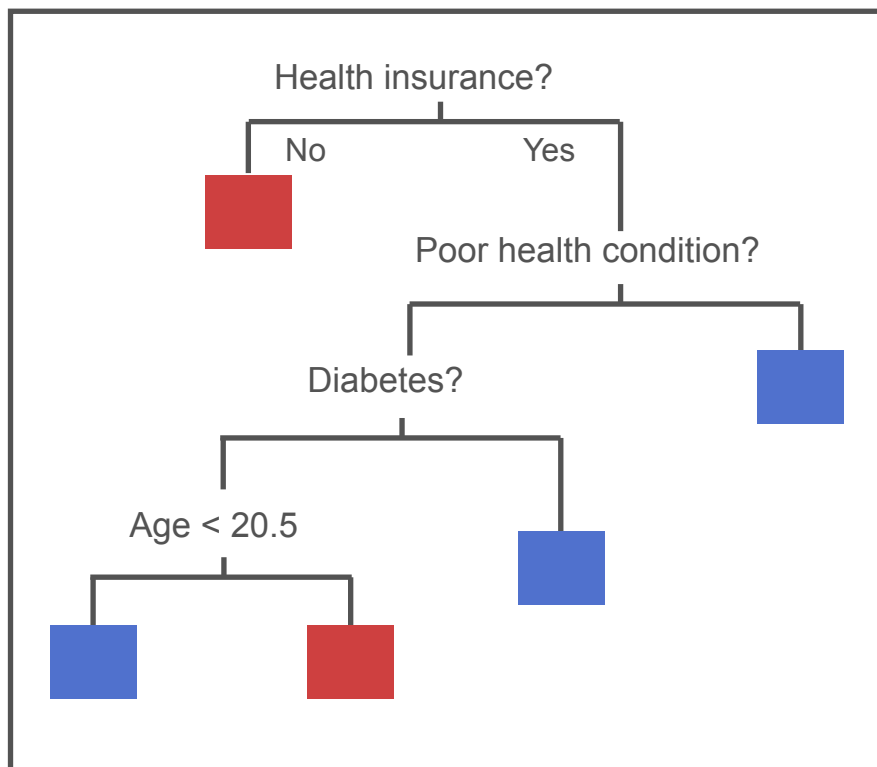 Health insurance?
No
Yes
Poor health condition?
Diabetes?
Age < 20.5